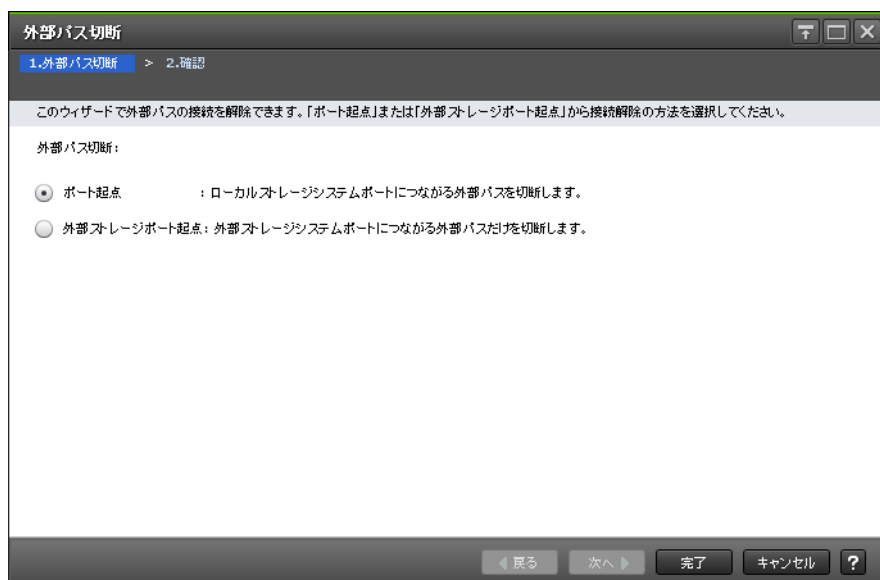 外部パス切断
1.外部パス切断 > 2.確認
このウィザードで外部パスの接続を解除できます。「ポート起点」または「外部ストレージポート起点」から接続解除の方法を選択してください。
外部パス切断:
ポート起点 : ローカルストレージシステムポートにつながる外部パスを切断します。
外部ストレージポート起点 : 外部ストレージシステムポートにつながる外部パスだけを切断します。
戻る 次へ 完了 キャンセル ?